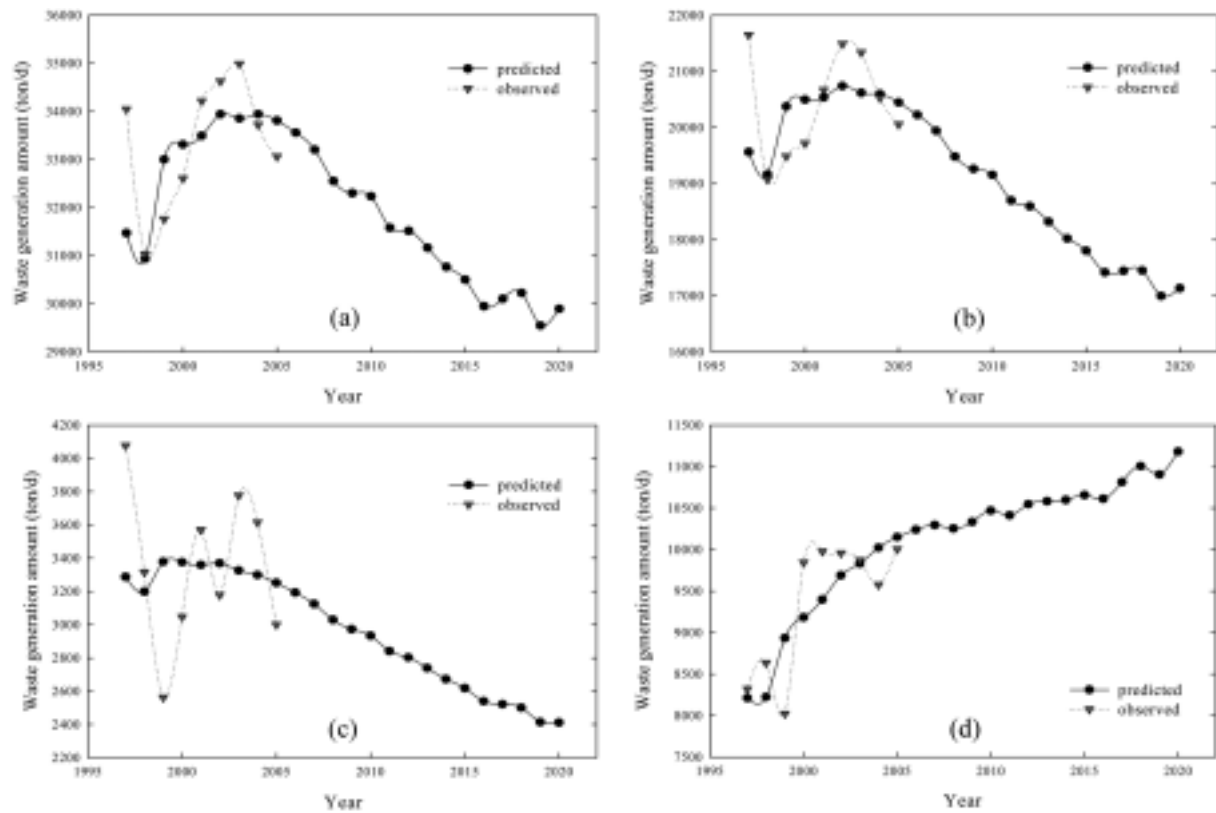 36000
35000
34000
33000
32000
31000
30000
29000
Waste generation amount (ton/d)
predicted
observed
(a)
1995 2000 2005 2010 2015 2020
Year
22000
21000
20000
19000
18000
17000
16000
Waste generation amount (ton/d)
predicted
observed
(b)
1995 2000 2005 2010 2015 2020
Year
4200
4000
3800
3600
3400
3200
3000
2800
2600
2400
2200
Waste generation amount (ton/d)
predicted
observed
(c)
1995 2000 2005 2010 2015 2020
Year
11500
11000
10500
10000
9500
9000
8500
8000
7500
Waste generation amount (ton/d)
predicted
observed
(d)
1995 2000 2005 2010 2015 2020
Year